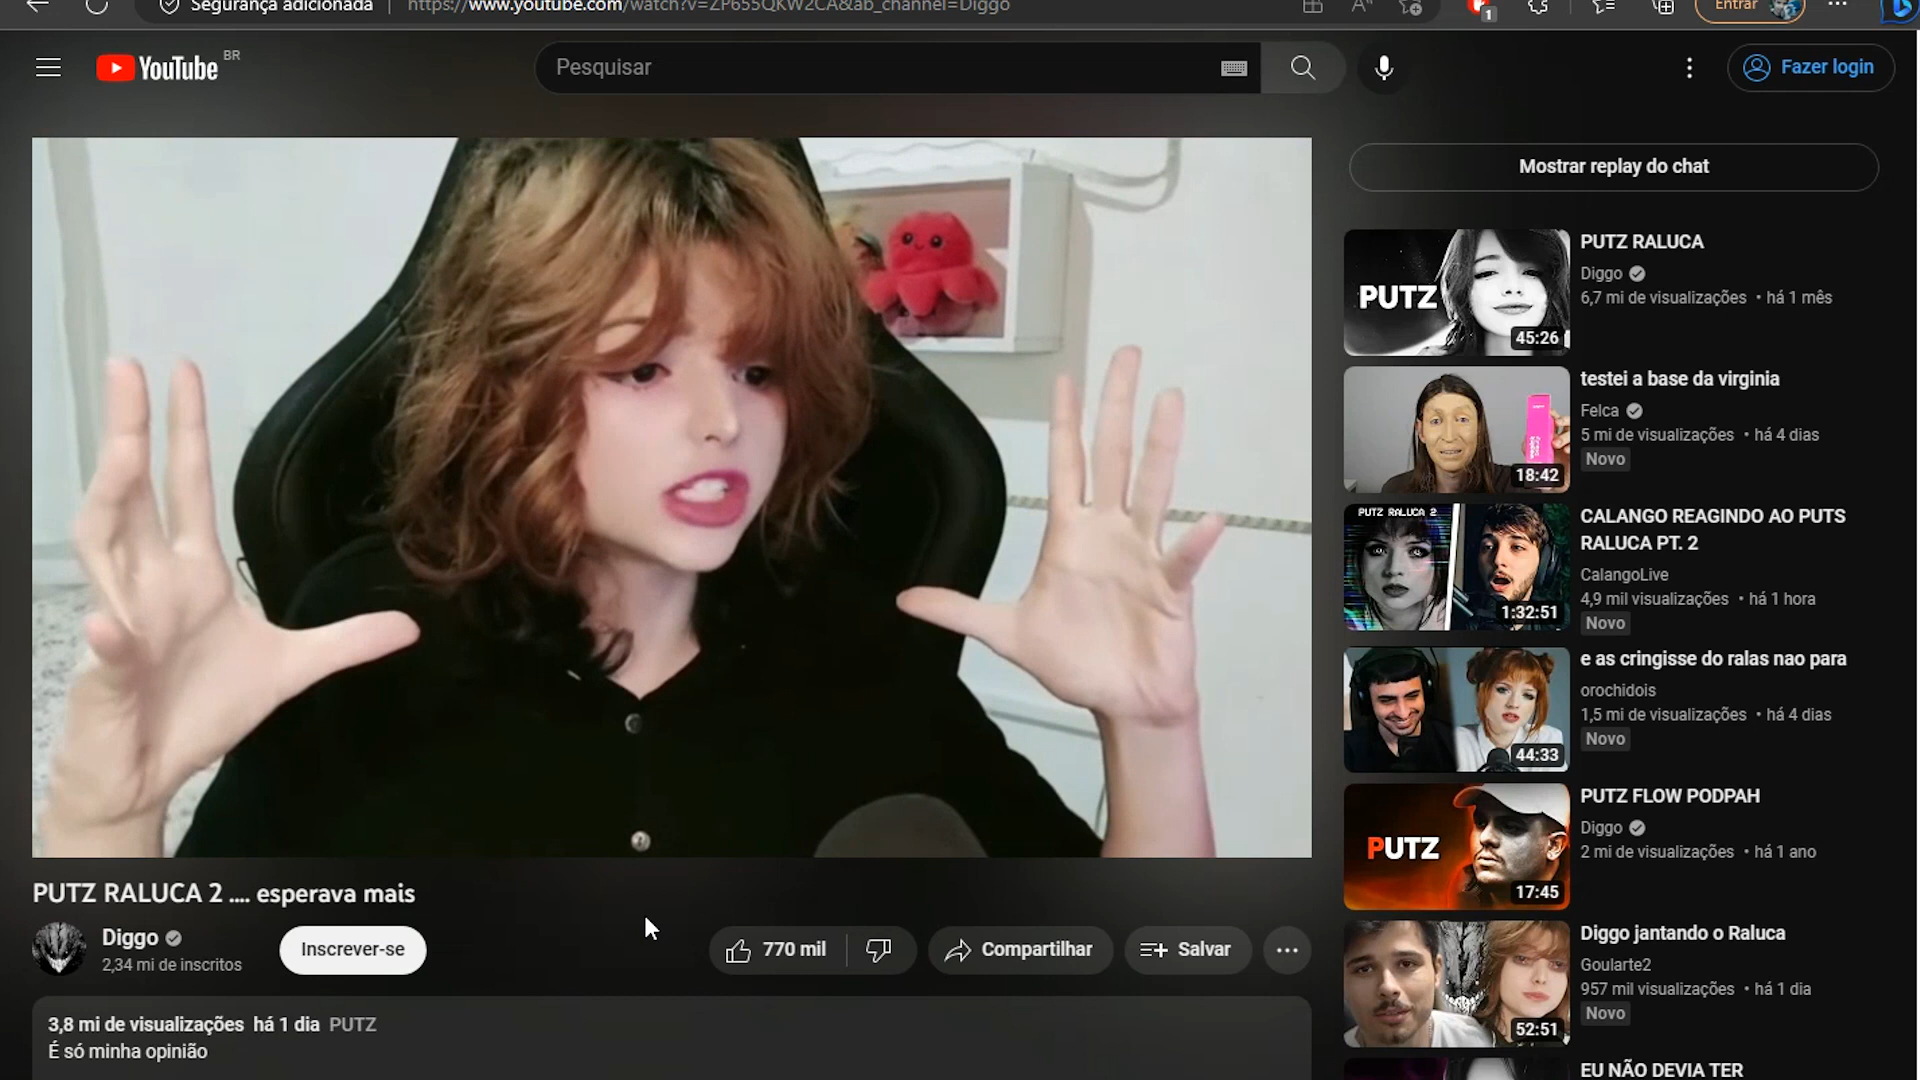 Segurança adicionada
https://www.youtube.com/watch?v=ZP655QKW2CA&ab_channel=Diggo
1
Entrar
YouTube BR
Pesquisar
Fazer login
Mostrar replay do chat
PUTZ
45:26
PUTZ RALUCA
Diggo
6,7 mi de visualizações • há 1 mês
18:42
testei a base da virginia
Felca
5 mi de visualizações • há 4 dias
Novo
PUTZ RALUCA 2
1:32:51
CALANGO REAGINDO AO PUTS
RALUCA PT. 2
CalangoLive
4,9 mil visualizações • há 1 hora
Novo
44:33
e as cringisse do ralas nao para
orochidois
1,5 mi de visualizações • há 4 dias
Novo
PUTZ
17:45
PUTZ FLOW PODPAH
Diggo
2 mi de visualizações • há 1 ano
52:51
Diggo jantando o Raluca
Goularte2
957 mil visualizações • há 1 dia
Novo
EU NÃO DEVIA TER
PUTZ RALUCA 2 .... esperava mais
Diggo
2,34 mi de inscritos
Inscrever-se
770 mil
Compartilhar
Salvar
3,8 mi de visualizações há 1 dia PUTZ
É só minha opinião